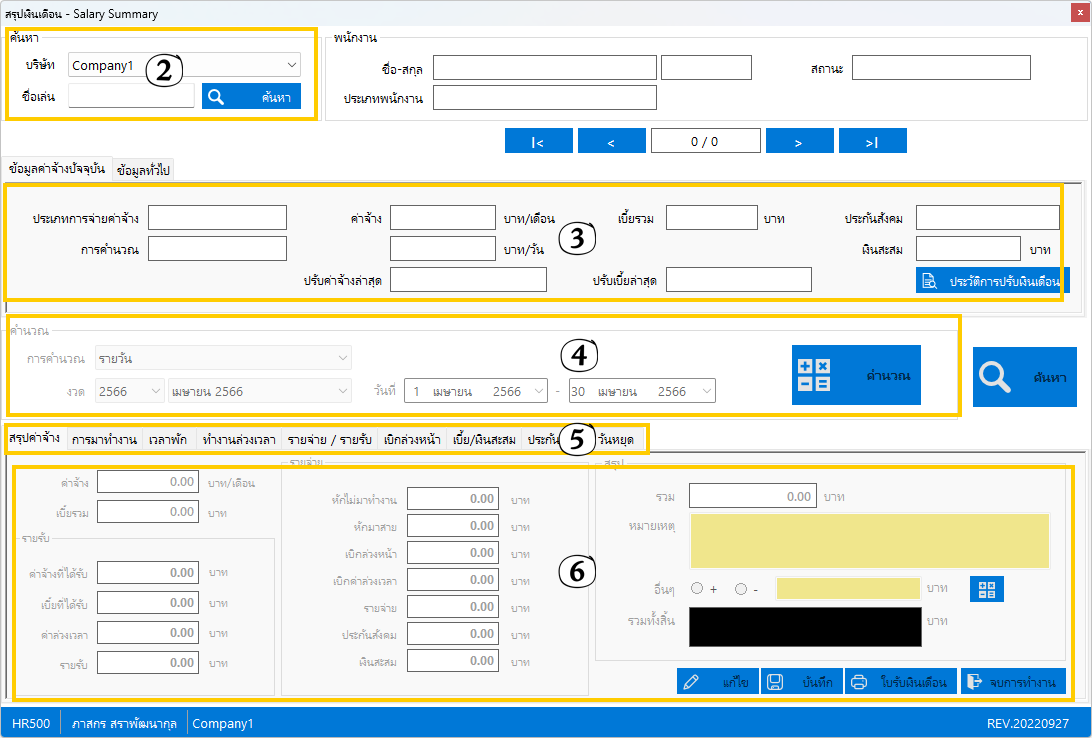 สรุปเงินเดือน - Salary Summary
x
ค้นหา
บริษัท Company1
2
ชื่อเล่น ค้นหา
พนักงาน
ชื่อ-สกุล สถานะ
ประเภทพนักงาน
|< < 0 / 0 > >|
ข้อมูลค่าจ้างปัจจุบัน ข้อมูลทั่วไป
ประเภทการจ่ายค่าจ้าง ค่าจ้าง บาท/เดือน เบี้ยรวม บาท ประกันสังคม
3
การคำนวณ บาท/วัน เงินสะสม บาท
ปรับค่าจ้างล่าสุด ปรับเบี้ยล่าสุด ประวัติการปรับเงินเดือน
คำนวณ
การคำนวณ รายวัน
4
งวด 2566 เมษายน 2566 วันที่ 1 เมษายน 2566 - 30 เมษายน 2566
คำนวณ ค้นหา
สรุปค่าจ้าง การมาทำงาน เวลาพัก ทำงานล่วงเวลา รายจ่าย / รายรับ เบิกล่วงหน้า เบี้ย/เงินสะสม ประกัน 5 วันหยุด
ค่าจ้าง 0.00 บาท/เดือน
เบี้ยรวม 0.00 บาท
รายรับ
ค่าจ้างที่ได้รับ 0.00 บาท
เบี้ยที่ได้รับ 0.00 บาท
ค่าล่วงเวลา 0.00 บาท
รายรับ 0.00 บาท
รายจ่าย
หักไม่มาทำงาน 0.00 บาท
หักมาสาย 0.00 บาท
เบิกล่วงหน้า 0.00 บาท
เบิกค่าล่วงเวลา 0.00 บาท
6
รายจ่าย 0.00 บาท
ประกันสังคม 0.00 บาท
เงินสะสม 0.00 บาท
สรุป
รวม 0.00 บาท
หมายเหตุ
อื่นๆ + - บาท
รวมทั้งสิ้น บาท
แก้ไข บันทึก ใบรับเงินเดือน จบการทำงาน
HR500 ภาสกร สราพัฒนากุล Company1 REV.20220927